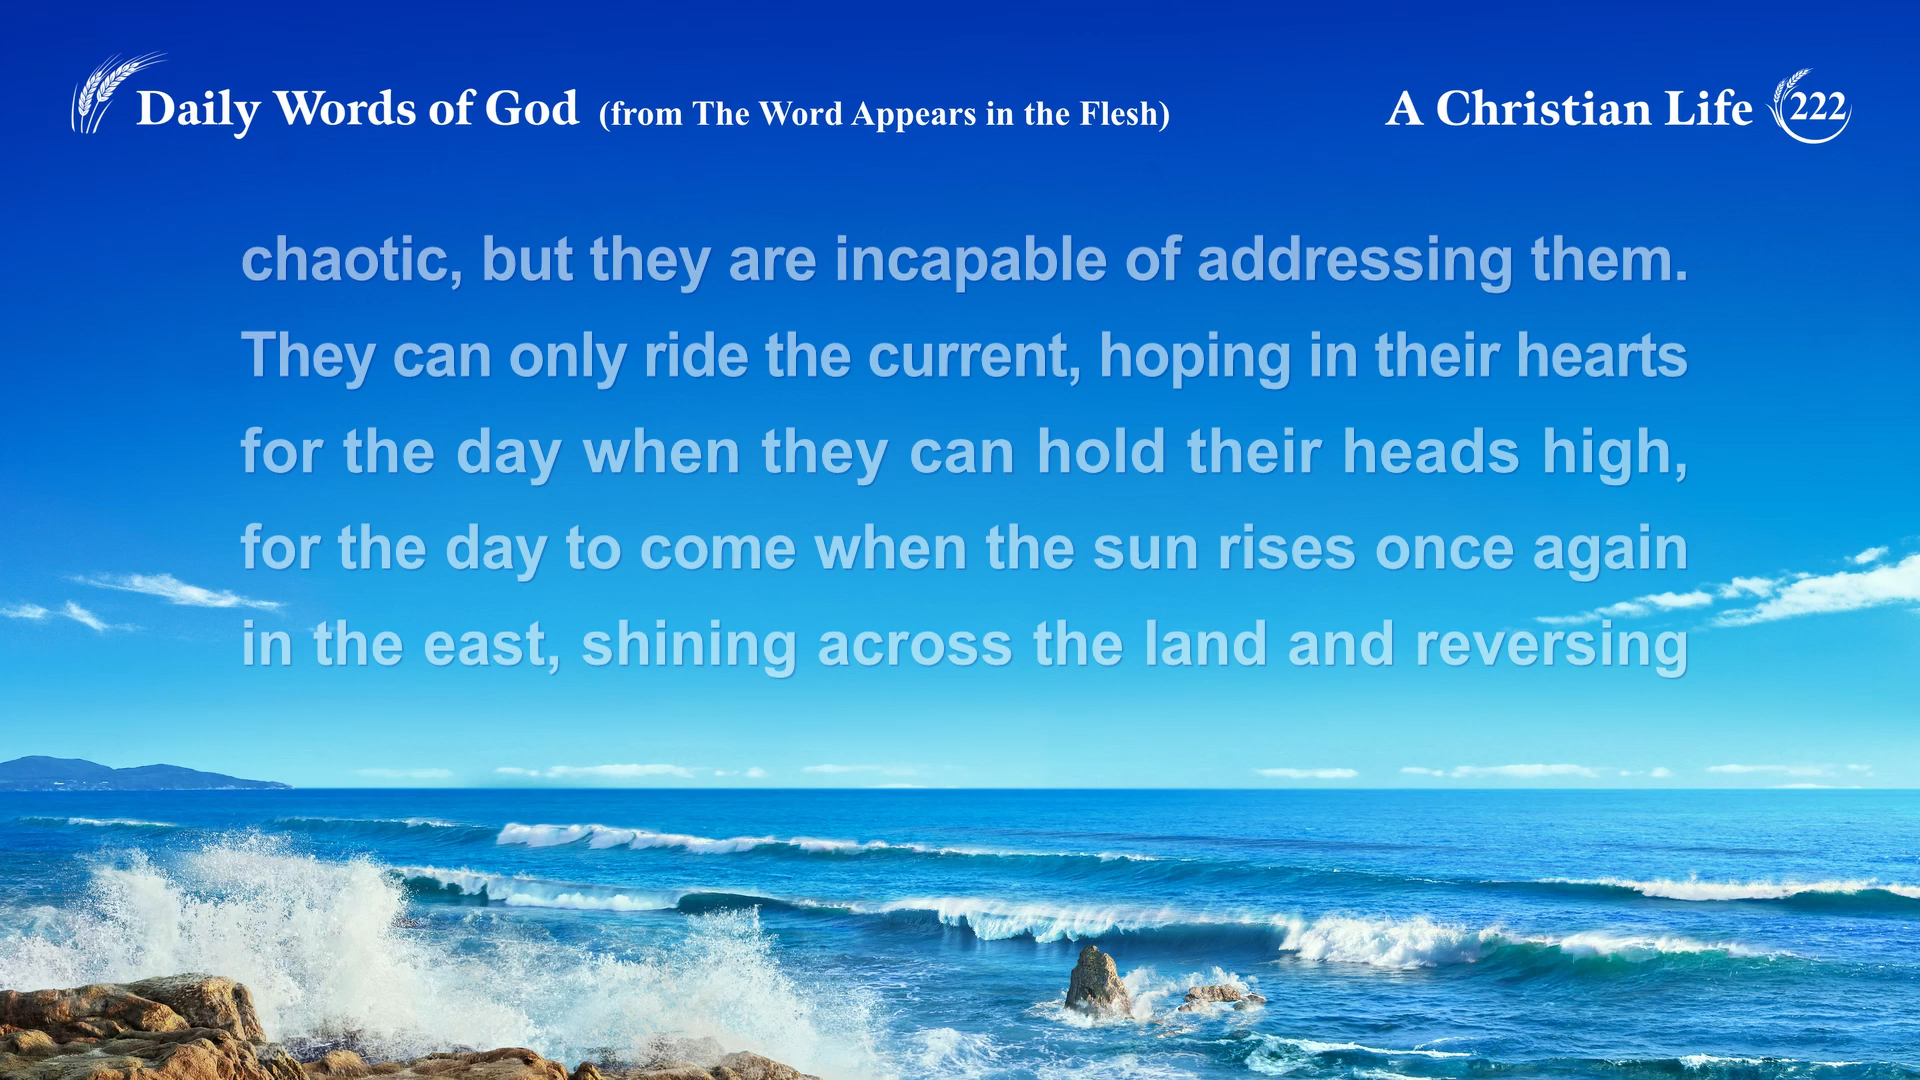 Daily Words of God (from The Word Appears in the Flesh)
A Christian Life 222
chaotic, but they are incapable of addressing them.
They can only ride the current, hoping in their hearts
for the day when they can hold their heads high,
for the day to come when the sun rises once again
in the east, shining across the land and reversing